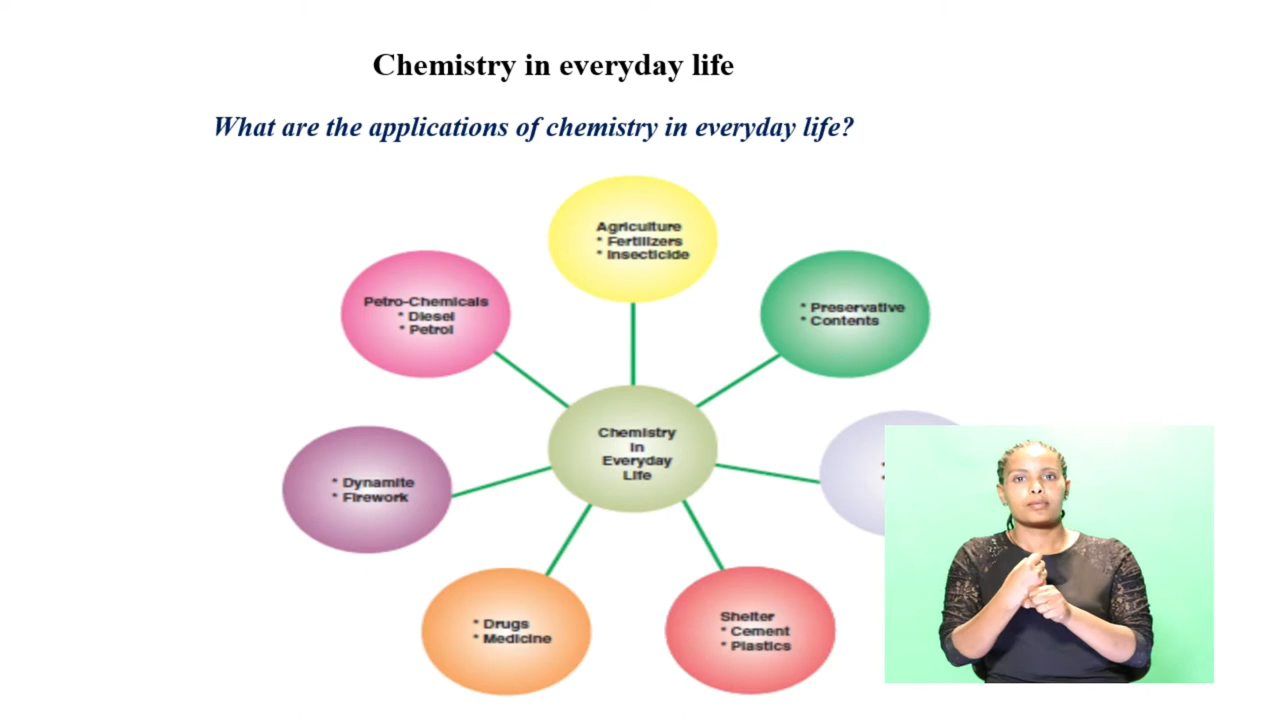 Chemistry in everyday life
What are the applications of chemistry in everyday life?
Agriculture
* Fertilizers
* Insecticide
Petro-Chemicals
* Diesel
* Petrol
* Preservative
* Contents
Chemistry
in
Everyday
Life
* Dynamite
* Firework
* Drugs
* Medicine
Shelter
* Cement
* Plastics